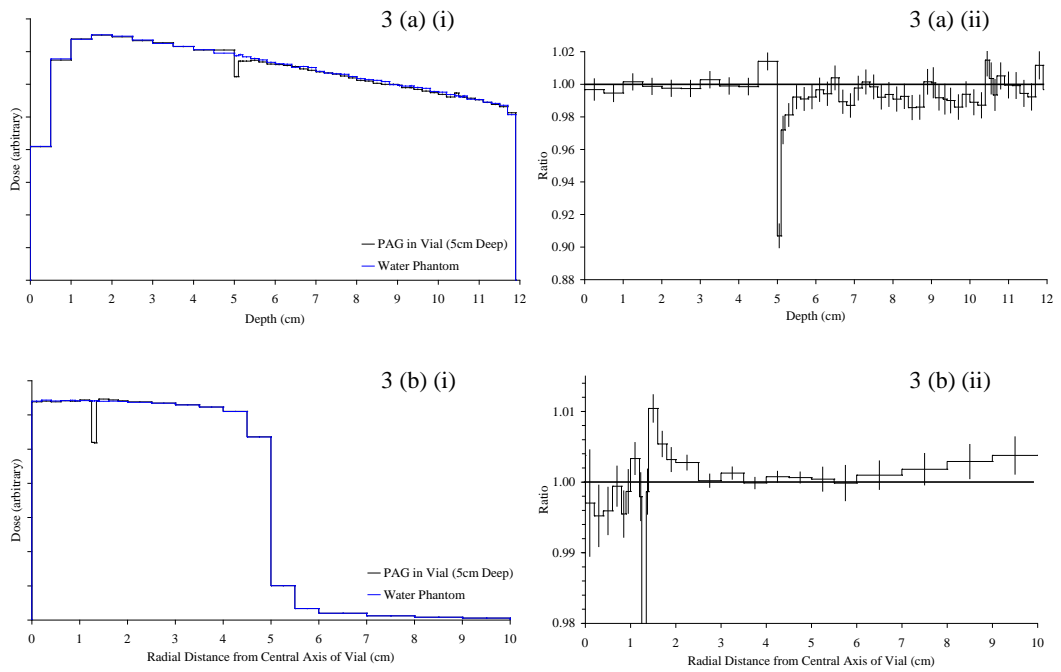 3 (a) (i)
Dose (arbitrary)
PAG in Vial (5cm Deep)
Water Phantom
0 1 2 3 4 5 6 7 8 9 10 11 12
Depth (cm)
3 (a) (ii)
1.02
1.00
0.98
0.96
0.94
0.92
0.90
0.88
Ratio
0 1 2 3 4 5 6 7 8 9 10 11 12
Depth (cm)
3 (b) (i)
Dose (arbitrary)
PAG in Vial (5cm Deep)
Water Phantom
0 1 2 3 4 5 6 7 8 9 10
Radial Distance from Central Axis of Vial (cm)
3 (b) (ii)
1.01
1.00
0.99
0.98
Ratio
0 1 2 3 4 5 6 7 8 9 10
Radial Distance from Central Axis of Vial (cm)